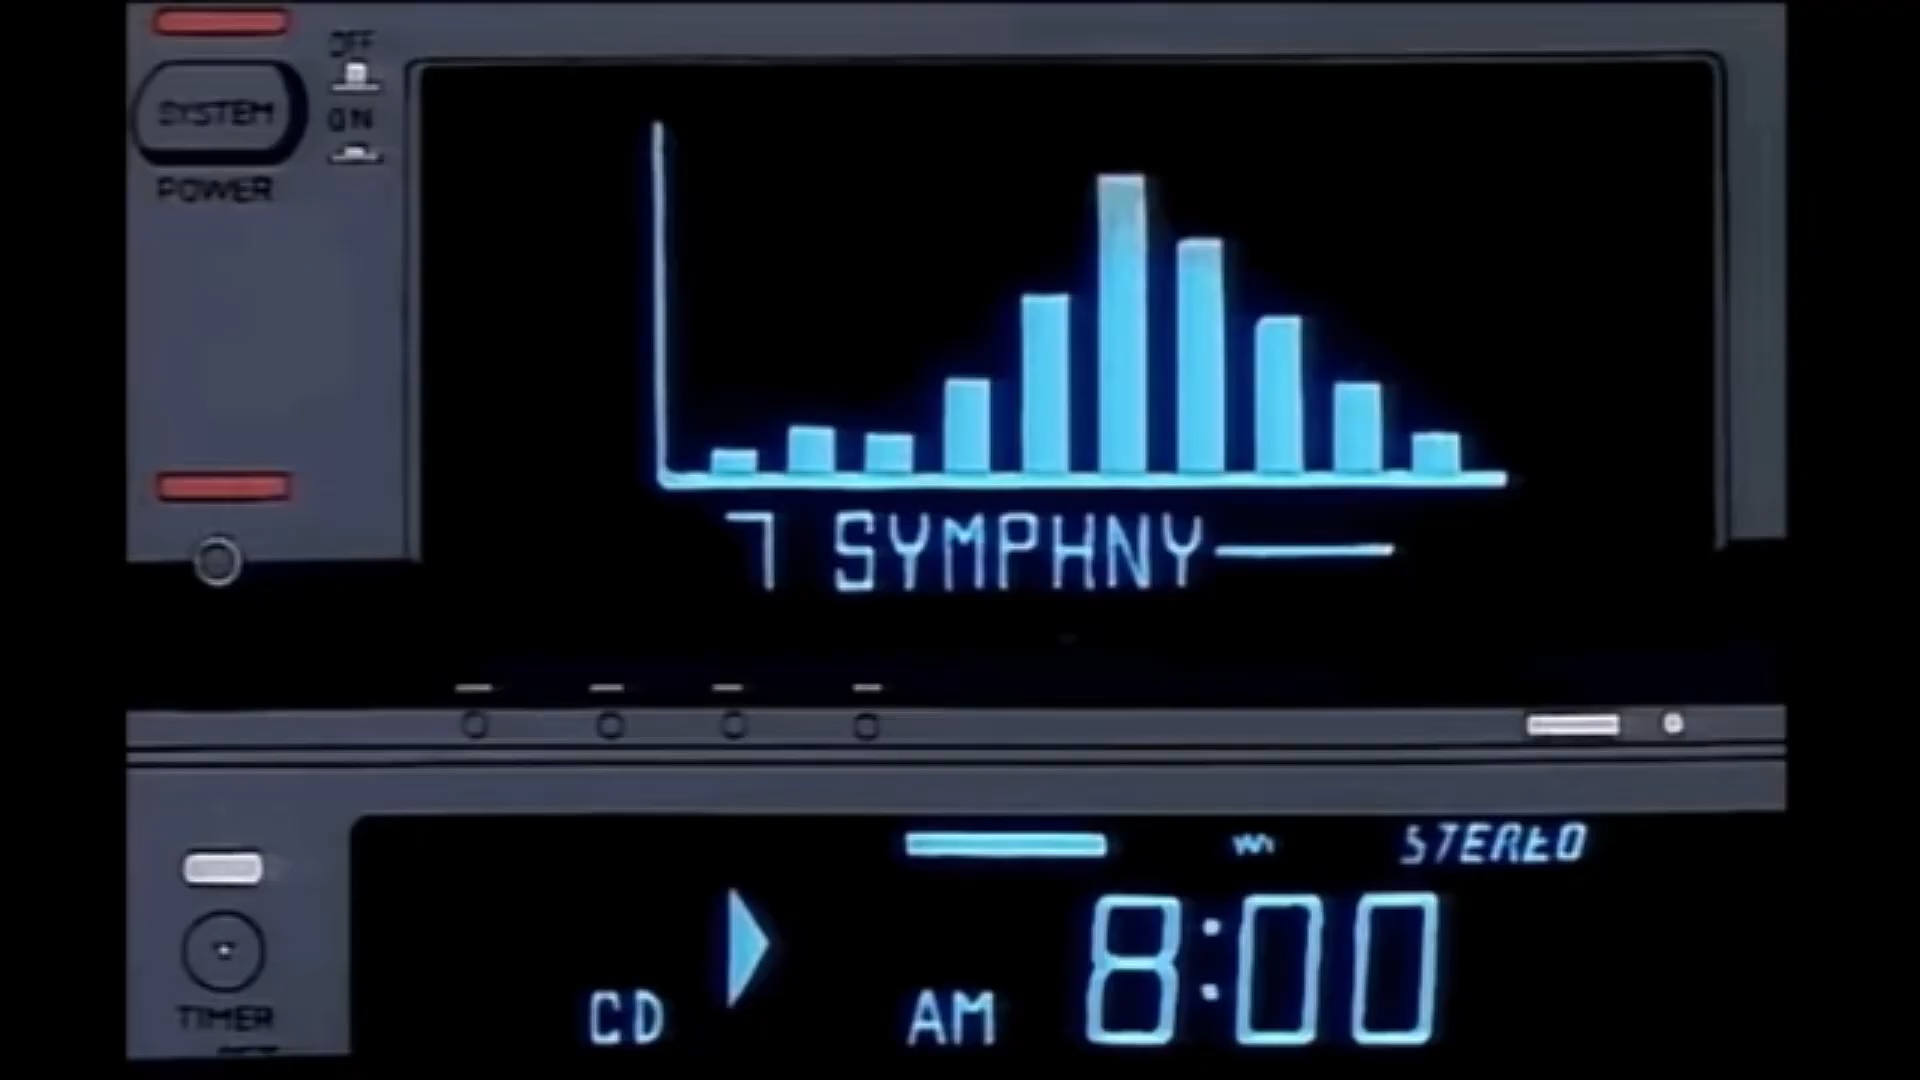 OFF
SYSTEM
ON
POWER
7 SYMPHNY
STEREO
CD
AM
8:00
TIMER